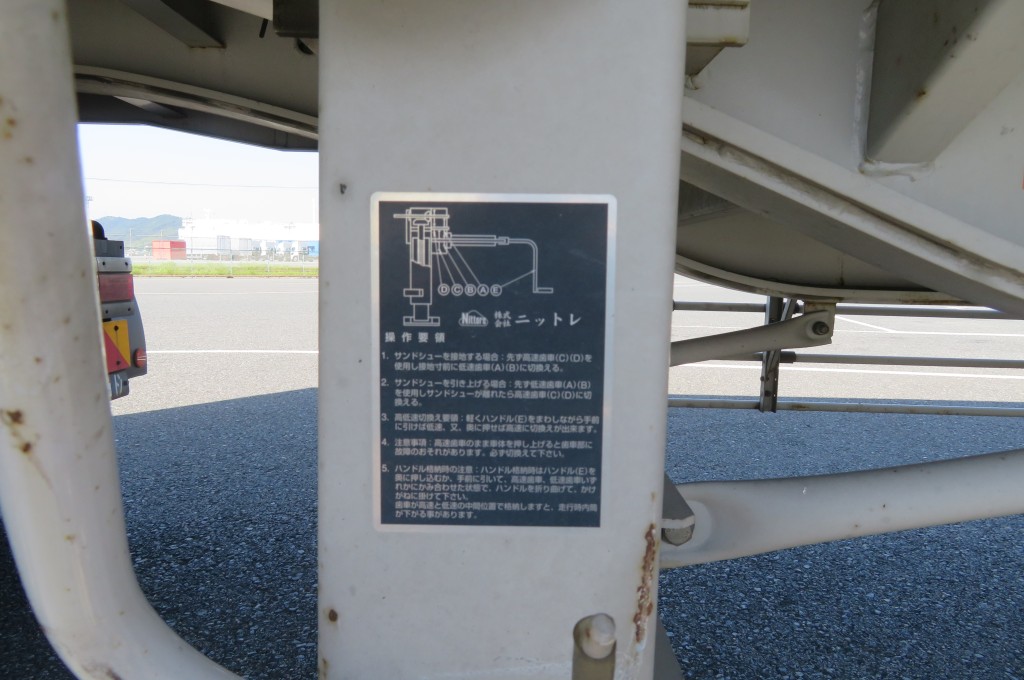 DCBAE
Nittore 株式会社 ニットレ
操作要領
1. サンドシューを接地する場合：先ず高速歯車(C)(D)を
使用し接地寸前に低速歯車(A)(B)に切換える。
2. サンドシューを引き上げる場合：先ず低速歯車(A)(B)
を使用しサンドシューが離れたら高速歯車(C)(D)に切
換える。
3. 高低速切換え要領：軽くハンドル(E)をまわしながら手前
に引けば低速、又、奥に押せば高速に切換えが出来ます。
4. 注意事項：高速歯車のまま車体を押し上げると歯車部に
故障のおそれがあります。必ず切換えて下さい。
5. ハンドル格納時の注意：ハンドル格納時はハンドル(E)を
奥に押し込むか、手前に引いて、高速歯車、低速歯車いず
れかにかみ合わせた状態で、ハンドルを折り曲げて、かけ
がねに掛けて下さい。
歯車が高速と低速の中間位置で格納しますと、走行時内筒
が下がる事があります。